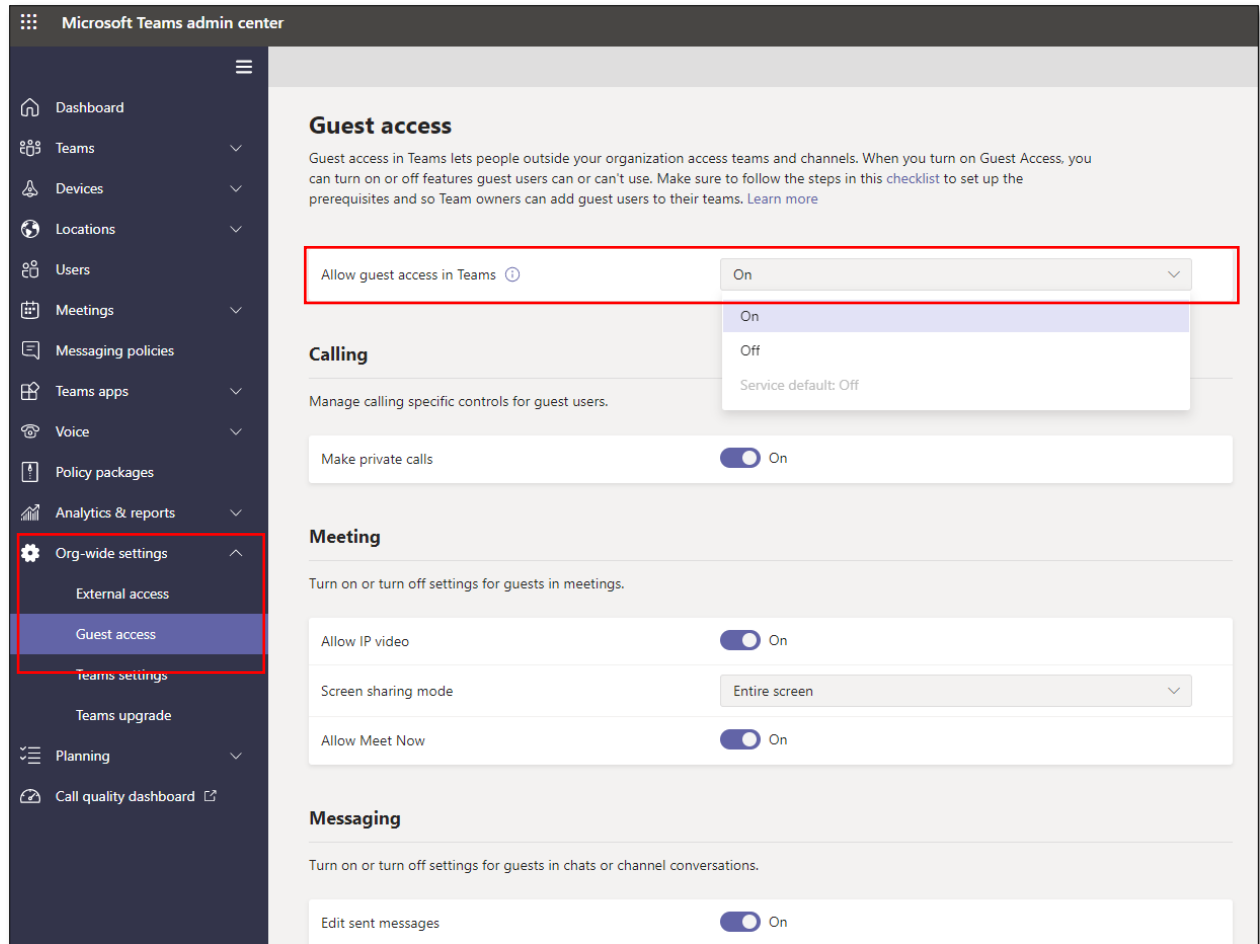 Microsoft Teams admin center
Dashboard
Teams
Devices
Locations
Users
Meetings
Messaging policies
Teams apps
Voice
Policy packages
Analytics & reports
Org-wide settings
External access
Guest access
Teams settings
Teams upgrade
Planning
Call quality dashboard
Guest access
Guest access in Teams lets people outside your organization access teams and channels. When you turn on Guest Access, you
can turn on or off features guest users can or can't use. Make sure to follow the steps in this checklist to set up the
prerequisites and so Team owners can add guest users to their teams. Learn more
Allow guest access in Teams On
On
Off
Service default: Off
Calling
Manage calling specific controls for guest users.
Make private calls On
Meeting
Turn on or turn off settings for guests in meetings.
Allow IP video On
Screen sharing mode Entire screen
Allow Meet Now On
Messaging
Turn on or turn off settings for guests in chats or channel conversations.
Edit sent messages On